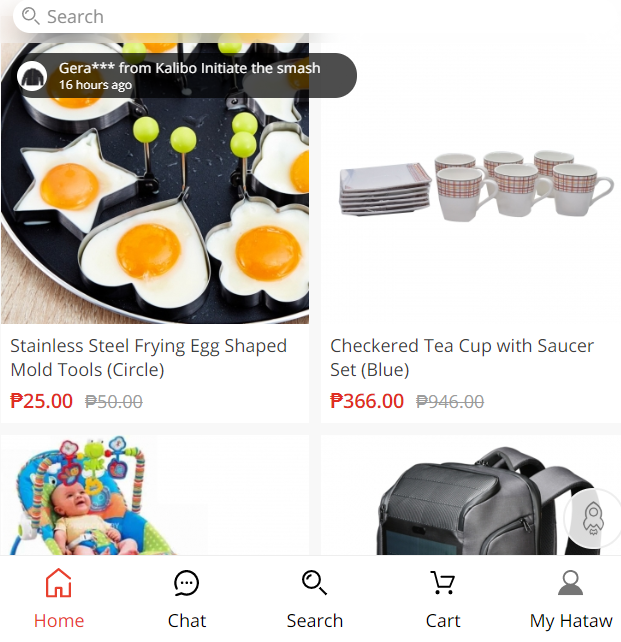 Search
Gera*** from Kalibo Initiate the smash
16 hours ago
Stainless Steel Frying Egg Shaped
Mold Tools (Circle)
₱25.00 ₱50.00
Checkered Tea Cup with Saucer
Set (Blue)
₱366.00 ₱946.00
Home
Chat
Search
Cart
My Hataw